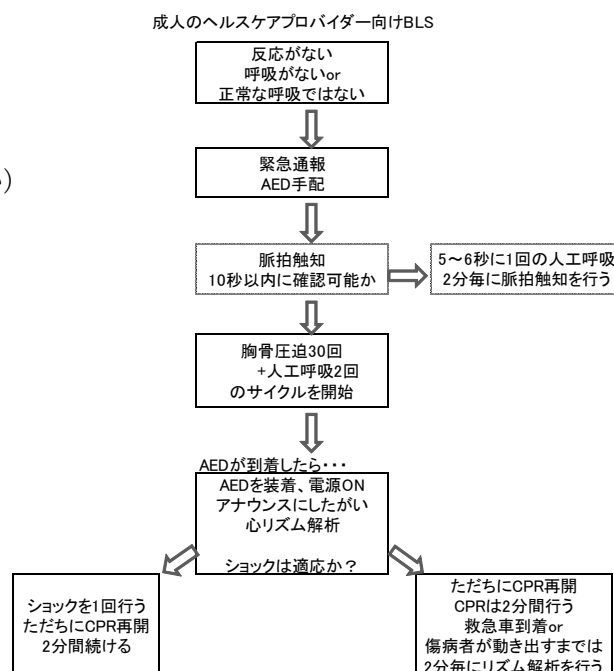 成人のヘルスケアプロバイダー向けBLS
反応がない
呼吸がないor
正常な呼吸ではない
緊急通報
AED手配
脈拍触知
10秒以内に確認可能か
5～6秒に1回の人工呼吸
2分毎に脈拍触知を行う
胸骨圧迫30回
+人工呼吸2回
のサイクルを開始
AEDが到着したら･･･
AEDを装着、電源ON
アナウンスにしたがい
心リズム解析
ショックは適応か？
ショックを1回行う
ただちにCPR再開
2分間続ける
ただちにCPR再開
CPRは2分間行う
救急車到着or
傷病者が動き出すまでは
2分毎にリズム解析を行う